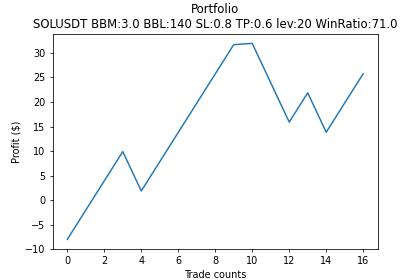 Portfolio
SOLUSDT BBM:3.0 BBL:140 SL:0.8 TP:0.6 lev:20 WinRatio:71.0
30
25
20
15
10
5
0
−5
−10
Profit ($)
0 2 4 6 8 10 12 14 16
Trade counts